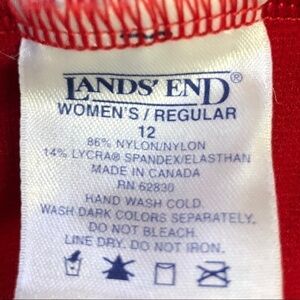 LANDS' END®
WOMEN'S / REGULAR
12
86% NYLON/NYLON
14% LYCRA® SPANDEX/ELASTHAN
MADE IN CANADA
RN 62830
HAND WASH COLD.
WASH DARK COLORS SEPARATELY.
DO NOT BLEACH.
LINE DRY. DO NOT IRON.